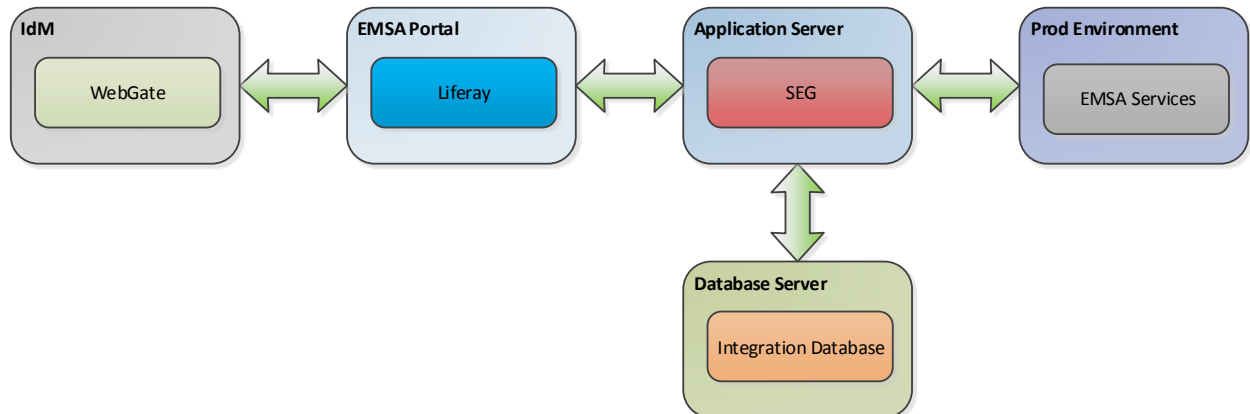 IdM
WebGate
EMSA Portal
Liferay
Application Server
SEG
Prod Environment
EMSA Services
Database Server
Integration Database